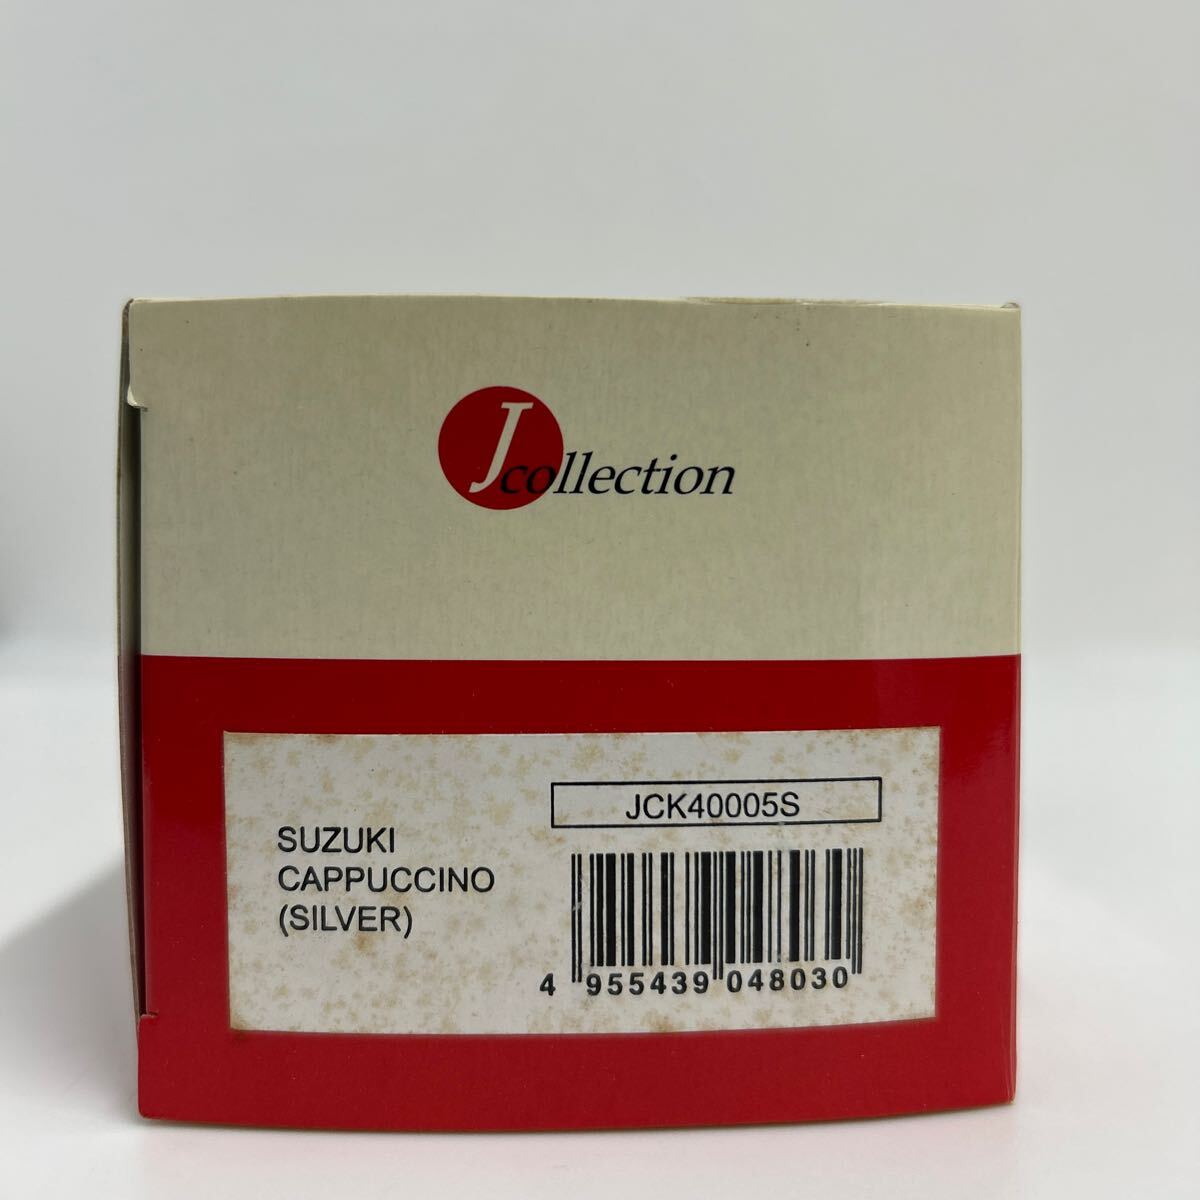 Jcollection
JCK40005S
SUZUKI
CAPPUCCINO
(SILVER)
4 955439 048030